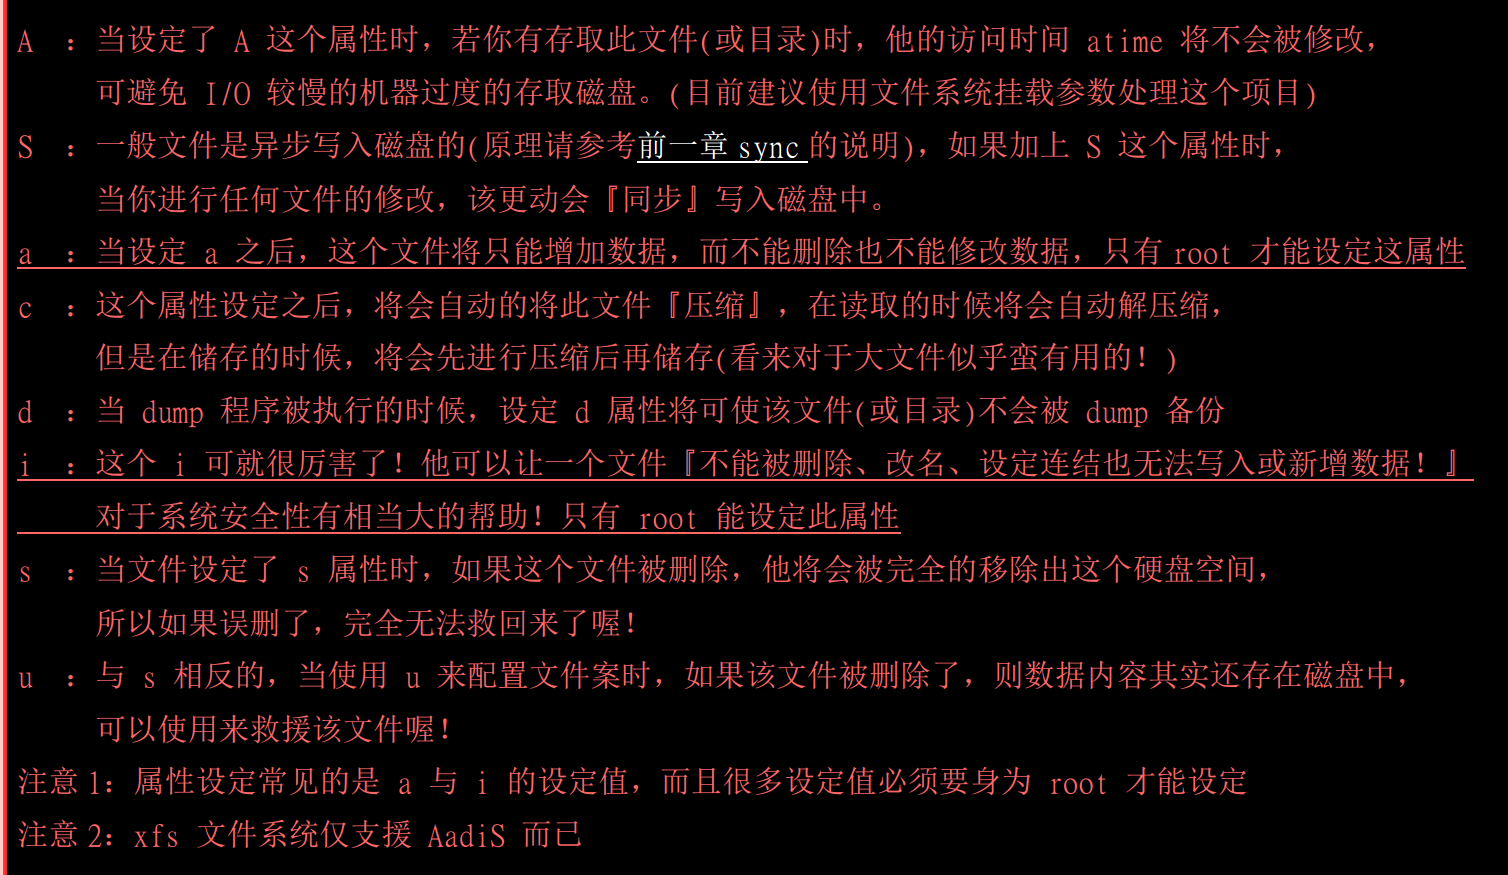 A  ：当设定了 A 这个属性时，若你有存取此文件(或目录)时，他的访问时间 atime 将不会被修改，
可避免 I/O 较慢的机器过度的存取磁盘。(目前建议使用文件系统挂载参数处理这个项目)
S  ：一般文件是异步写入磁盘的(原理请参考前一章 sync 的说明)，如果加上 S 这个属性时，
当你进行任何文件的修改，该更动会『同步』写入磁盘中。
a  ：当设定 a 之后，这个文件将只能增加数据，而不能删除也不能修改数据，只有 root 才能设定这属性
c  ：这个属性设定之后，将会自动的将此文件『压缩』，在读取的时候将会自动解压缩，
但是在储存的时候，将会先进行压缩后再储存(看来对于大文件似乎蛮有用的！)
d  ：当 dump 程序被执行的时候，设定 d 属性将可使该文件(或目录)不会被 dump 备份
i  ：这个 i 可就很厉害了！他可以让一个文件『不能被删除、改名、设定连结也无法写入或新增数据！』
对于系统安全性有相当大的帮助！只有 root 能设定此属性
s  ：当文件设定了 s 属性时，如果这个文件被删除，他将会被完全的移除出这个硬盘空间，
所以如果误删了，完全无法救回来了喔！
u  ：与 s 相反的，当使用 u 来配置文件案时，如果该文件被删除了，则数据内容其实还存在磁盘中，
可以使用来救援该文件喔！
注意 1：属性设定常见的是 a 与 i 的设定值，而且很多设定值必须要身为 root 才能设定
注意 2：xfs 文件系统仅支援 AadiS 而已